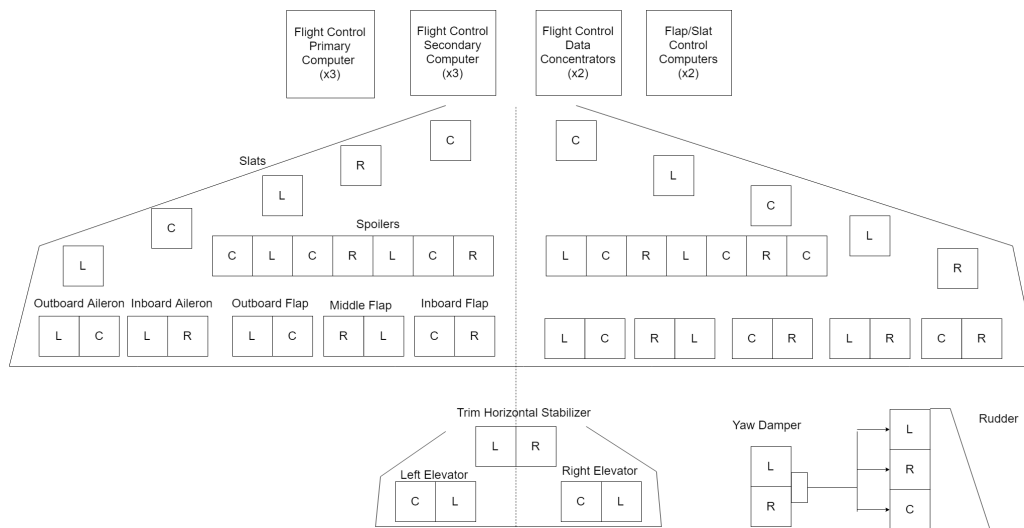 Flight Control
Primary
Computer
(x3)
Flight Control
Secondary
Computer
(x3)
Flight Control
Data
Concentrators
(x2)
Flap/Slat
Control
Computers
(x2)
C
C
R
Slats
L
L
C
C
L
L
R
Spoilers
C L C R L C R
L C R L C R C
Outboard Aileron
Inboard Aileron
Outboard Flap
Middle Flap
Inboard Flap
L C
L R
L C
R L
C R
L C
R L
C R
L R
C R
Trim Horizontal Stabilizer
L R
Left Elevator
C L
Right Elevator
C L
Yaw Damper
L
R
L
R
C
Rudder